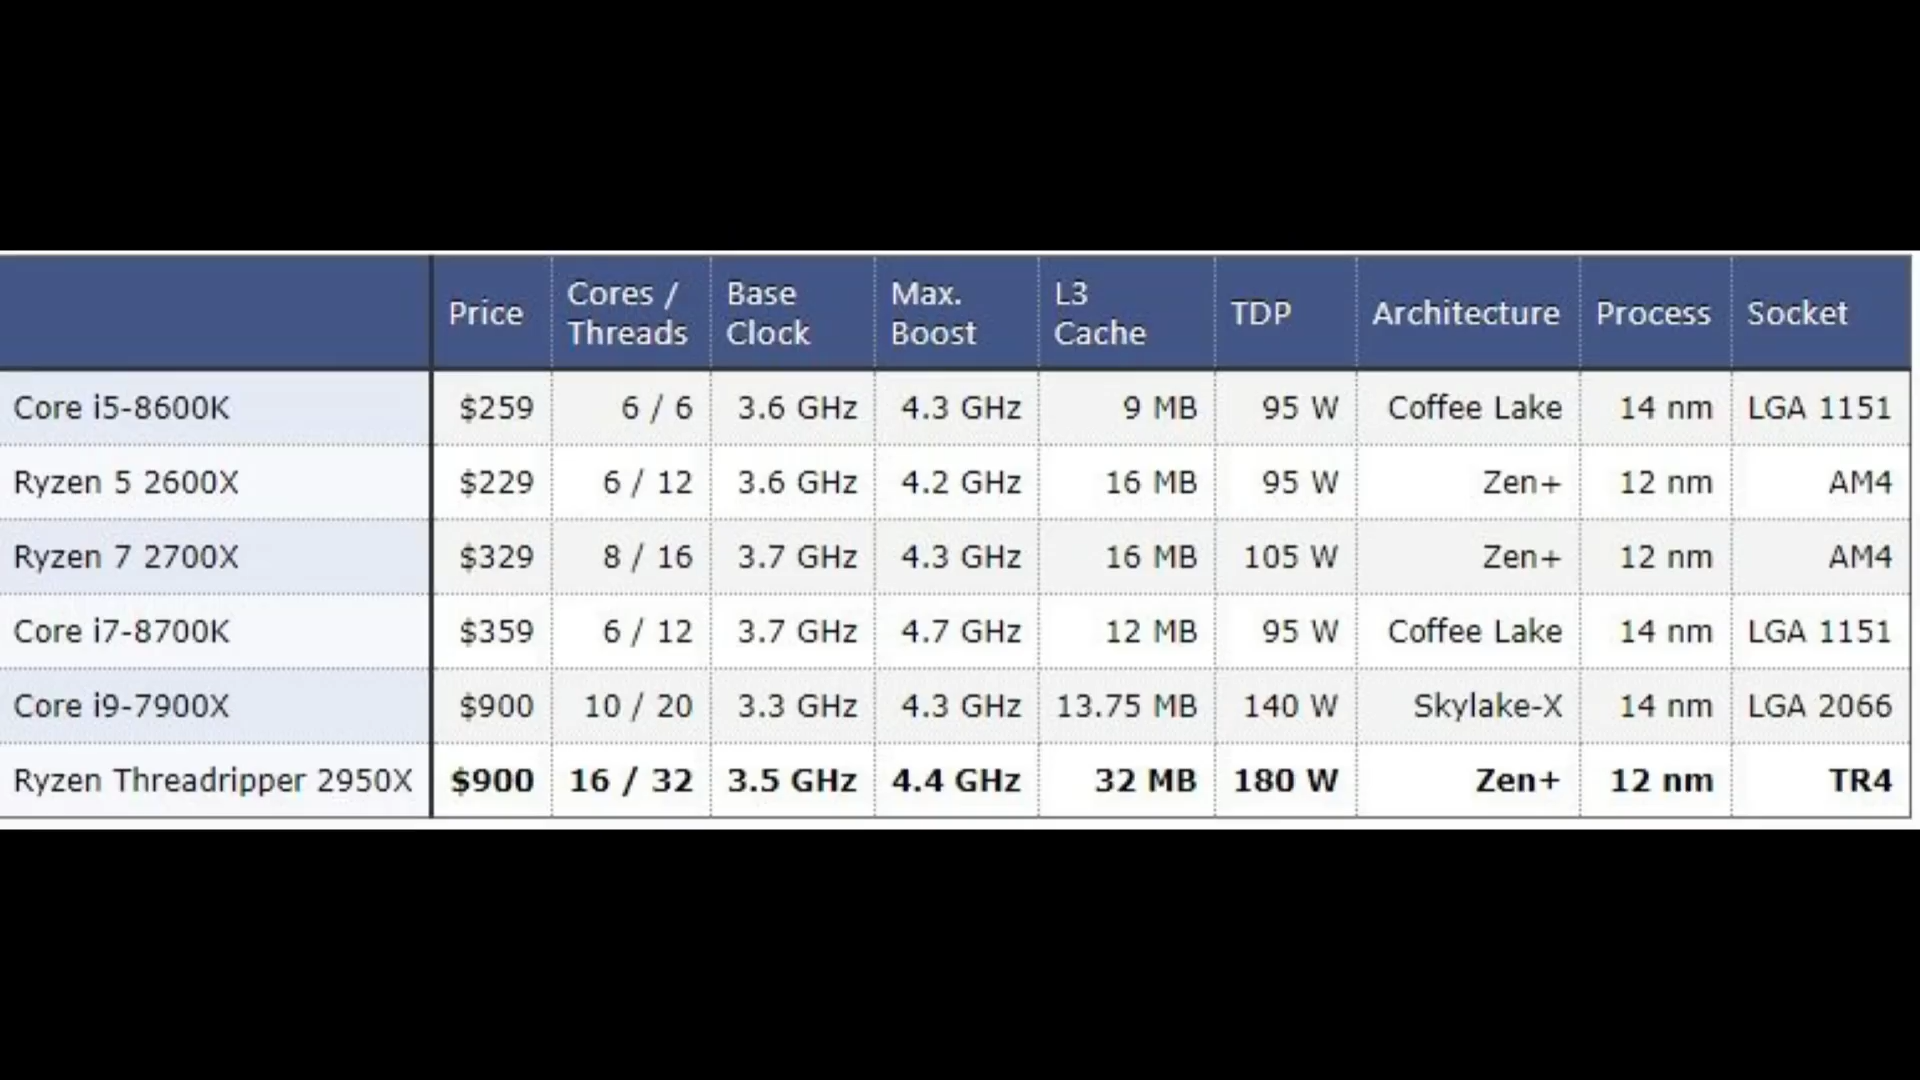 Price Cores / Threads Base Clock Max. Boost L3 Cache TDP Architecture Process Socket
Core i5-8600K $259 6 / 6 3.6 GHz 4.3 GHz 9 MB 95 W Coffee Lake 14 nm LGA 1151
Ryzen 5 2600X $229 6 / 12 3.6 GHz 4.2 GHz 16 MB 95 W Zen+ 12 nm AM4
Ryzen 7 2700X $329 8 / 16 3.7 GHz 4.3 GHz 16 MB 105 W Zen+ 12 nm AM4
Core i7-8700K $359 6 / 12 3.7 GHz 4.7 GHz 12 MB 95 W Coffee Lake 14 nm LGA 1151
Core i9-7900X $900 10 / 20 3.3 GHz 4.3 GHz 13.75 MB 140 W Skylake-X 14 nm LGA 2066
Ryzen Threadripper 2950X $900 16 / 32 3.5 GHz 4.4 GHz 32 MB 180 W Zen+ 12 nm TR4